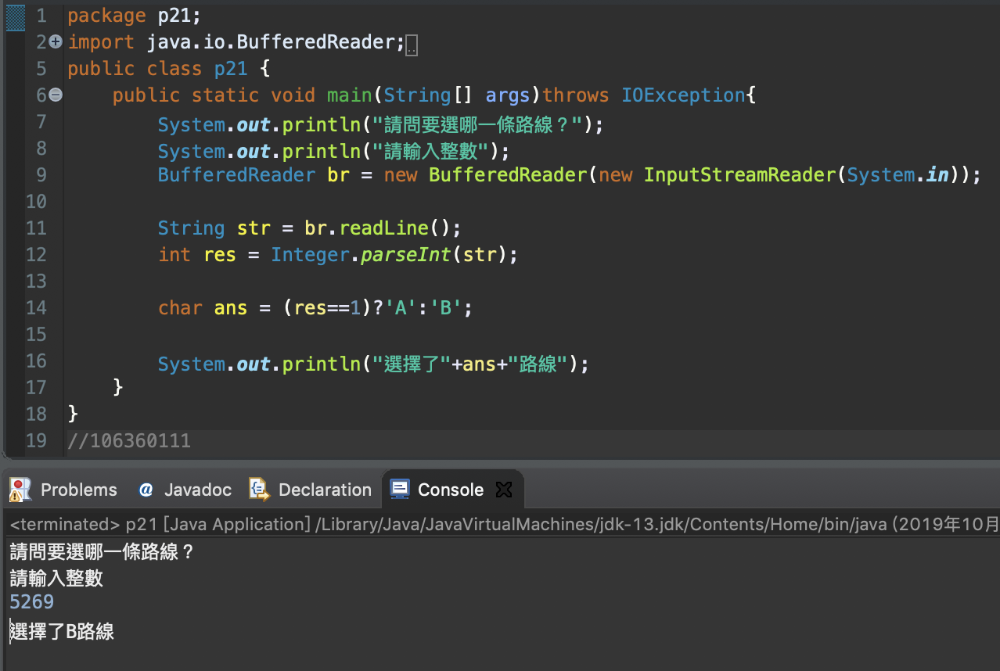 1 package p21;
2 import java.io.BufferedReader;
5 public class p21 {
6 public static void main(String[] args)throws IOException{
7 System.out.println("請問要選哪一條路線？");
8 System.out.println("請輸入整數");
9 BufferedReader br = new BufferedReader(new InputStreamReader(System.in));
10
11 String str = br.readLine();
12 int res = Integer.parseInt(str);
13
14 char ans = (res==1)?'A':'B';
15
16 System.out.println("選擇了"+ans+"路線");
17 }
18 }
19 //106360111
Problems @ Javadoc Declaration Console
<terminated> p21 [Java Application] /Library/Java/JavaVirtualMachines/jdk-13.jdk/Contents/Home/bin/java (2019年10月
請問要選哪一條路線？
請輸入整數
5269
選擇了B路線